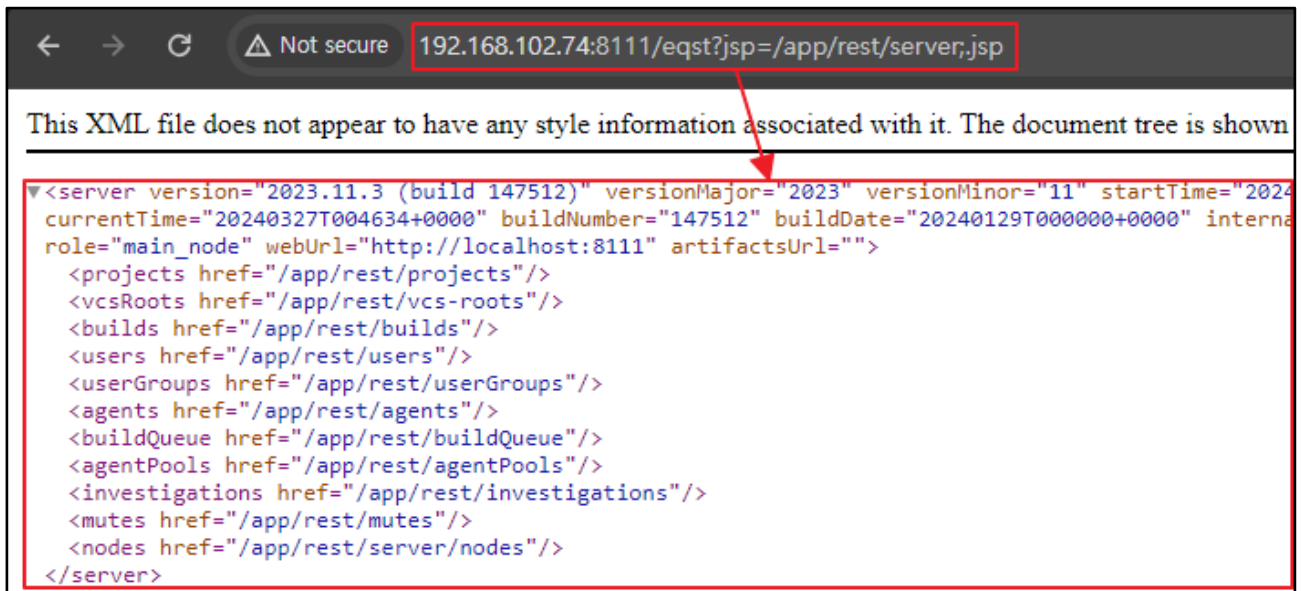 Not secure 192.168.102.74:8111/eqst?jsp=/app/rest/server;.jsp
This XML file does not appear to have any style information associated with it. The document tree is shown
▼<server version="2023.11.3 (build 147512)" versionMajor="2023" versionMinor="11" startTime="2024
currentTime="20240327T004634+0000" buildNumber="147512" buildDate="20240129T000000+0000" interna
role="main_node" webUrl="http://localhost:8111" artifactsUrl="">
<projects href="/app/rest/projects"/>
<vcsRoots href="/app/rest/vcs-roots"/>
<builds href="/app/rest/builds"/>
<users href="/app/rest/users"/>
<userGroups href="/app/rest/userGroups"/>
<agents href="/app/rest/agents"/>
<buildQueue href="/app/rest/buildQueue"/>
<agentPools href="/app/rest/agentPools"/>
<investigations href="/app/rest/investigations"/>
<mutes href="/app/rest/mutes"/>
<nodes href="/app/rest/server/nodes"/>
</server>